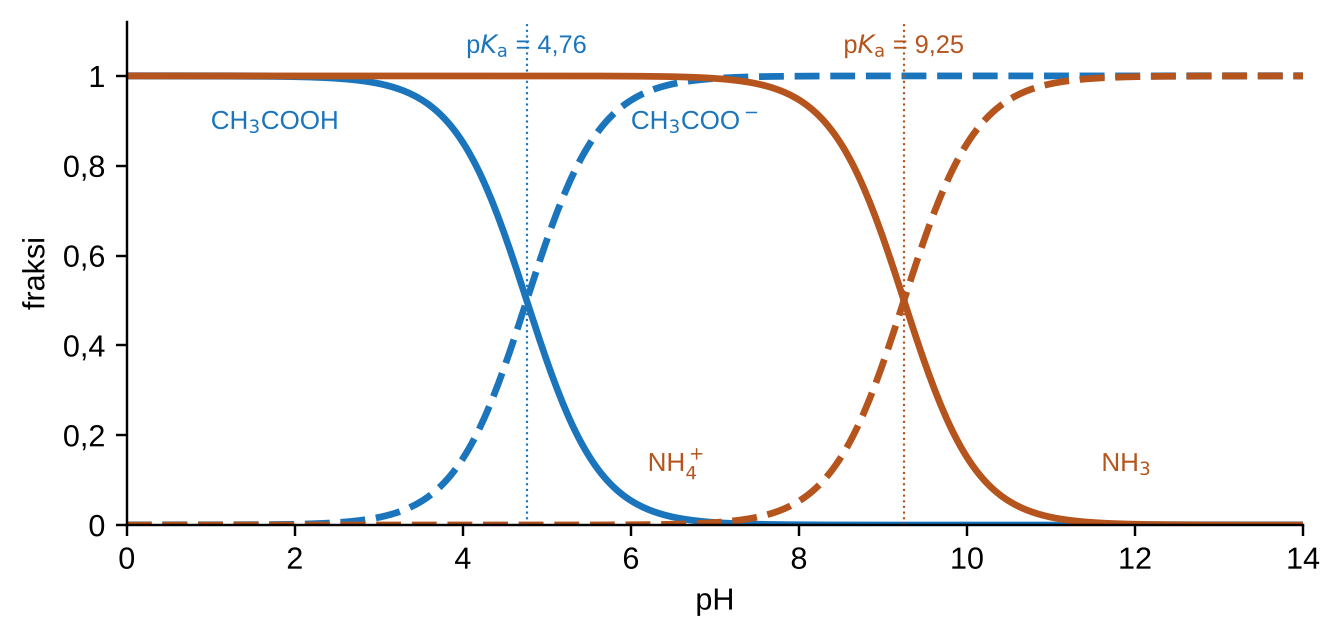 pKₐ = 4,76
pKₐ = 9,25
1
CH₃COOH
CH₃COO⁻
0,8
0,6
fraksi
0,4
0,2
NH₄⁺
NH₃
0
0 2 4 6 8 10 12 14
pH